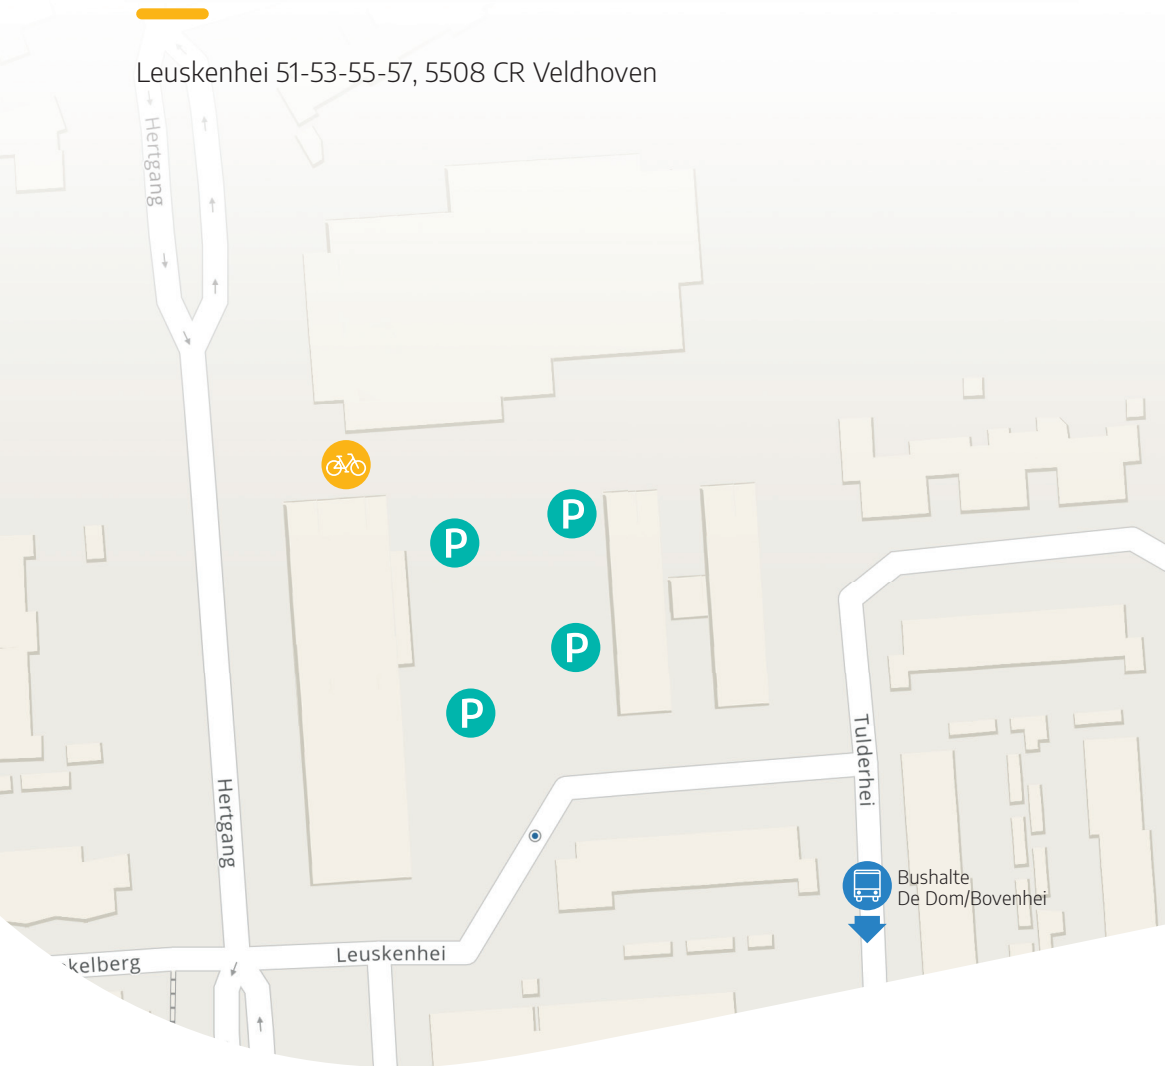 Leuskenhei 51-53-55-57, 5508 CR Veldhoven
Hertgang
P
P
P
P
Tulderhei
Hertgang
Bushalte
De Dom/Bovenhei
Leuskenhei
kelberg